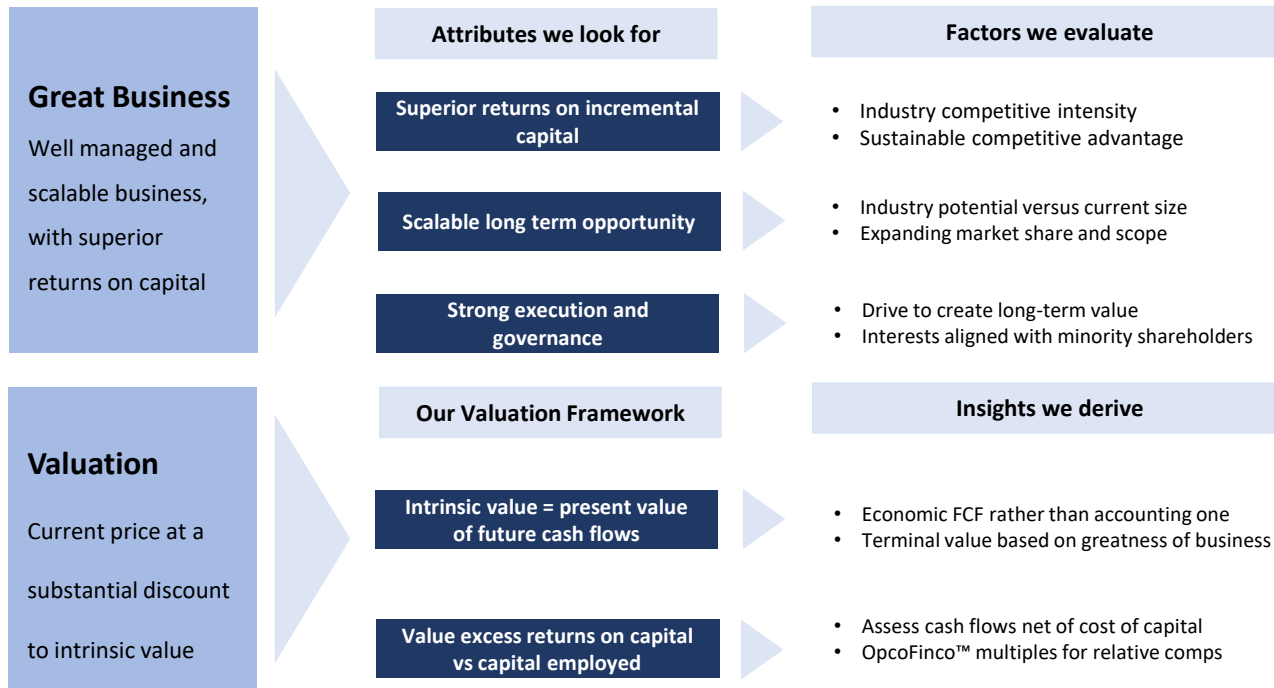 Great Business
Well managed and
scalable business,
with superior
returns on capital
Attributes we look for
Factors we evaluate
Superior returns on incremental
capital
• Industry competitive intensity
• Sustainable competitive advantage
Scalable long term opportunity
• Industry potential versus current size
• Expanding market share and scope
Strong execution and
governance
• Drive to create long-term value
• Interests aligned with minority shareholders
Valuation
Current price at a
substantial discount
to intrinsic value
Our Valuation Framework
Insights we derive
Intrinsic value = present value
of future cash flows
• Economic FCF rather than accounting one
• Terminal value based on greatness of business
Value excess returns on capital
vs capital employed
• Assess cash flows net of cost of capital
• OpcoFinco™ multiples for relative comps